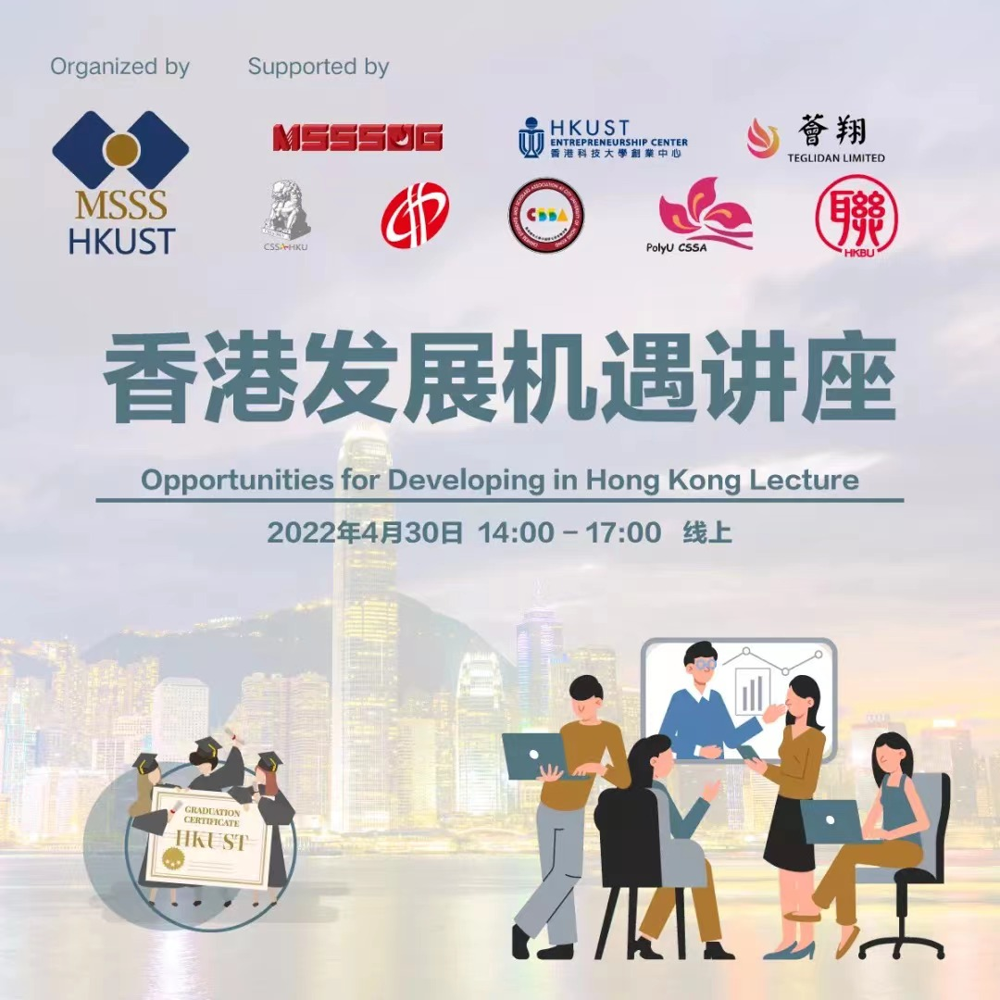 Organized by
Supported by
MSSS
HKUST
MSSSUG
HKUST
ENTREPRENEURSHIP CENTER
香港科技大學創業中心
薈翔
TEGLIDAN LIMITED
CSSA HKU
CSSA
PolyU CSSA
聯
HKBU
香港发展机遇讲座
Opportunities for Developing in Hong Kong Lecture
2022年4月30日 14:00 – 17:00 线上
GRADUATION
CERTIFICATE
HKUST